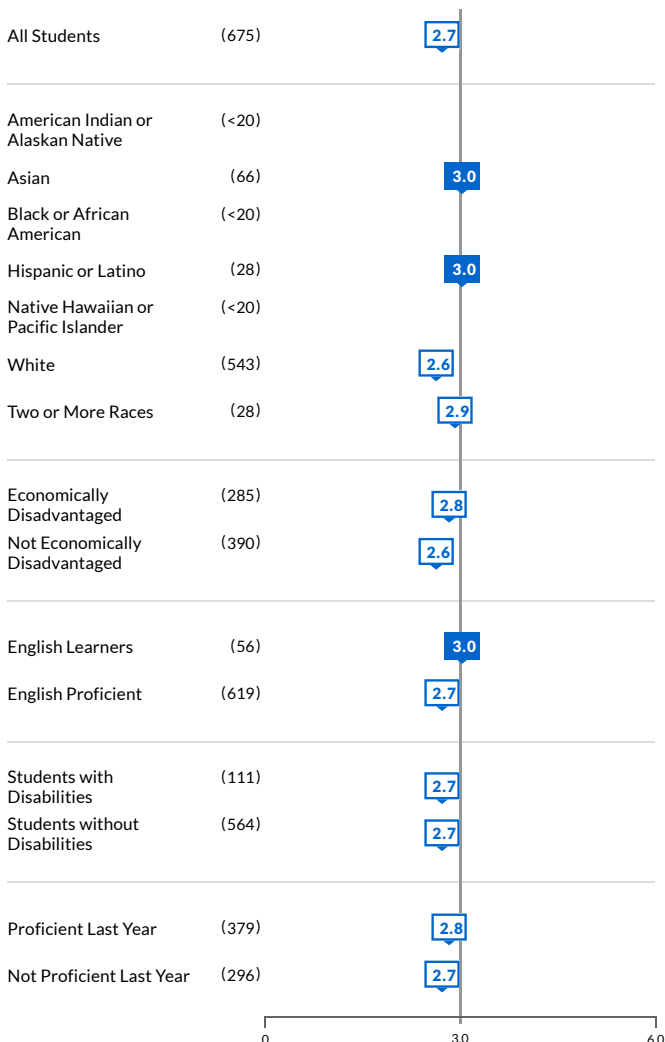 All Students (675) 2.7
American Indian or (<20)
Alaskan Native
Asian (66) 3.0
Black or African (<20)
American
Hispanic or Latino (28) 3.0
Native Hawaiian or (<20)
Pacific Islander
White (543) 2.6
Two or More Races (28) 2.9
Economically (285) 2.8
Disadvantaged
Not Economically (390) 2.6
Disadvantaged
English Learners (56) 3.0
English Proficient (619) 2.7
Students with (111) 2.7
Disabilities
Students without (564) 2.7
Disabilities
Proficient Last Year (379) 2.8
Not Proficient Last Year (296) 2.7
0 3.0 6.0